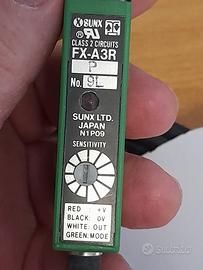 SUNX
CLASS 2 CIRCUITS
FX-A3R
P
No. 9L
SUNX LTD.
JAPAN
N1P09
SENSITIVITY
RED: +V
BLACK: 0V
WHITE: OUT
GREEN: MODE
subito